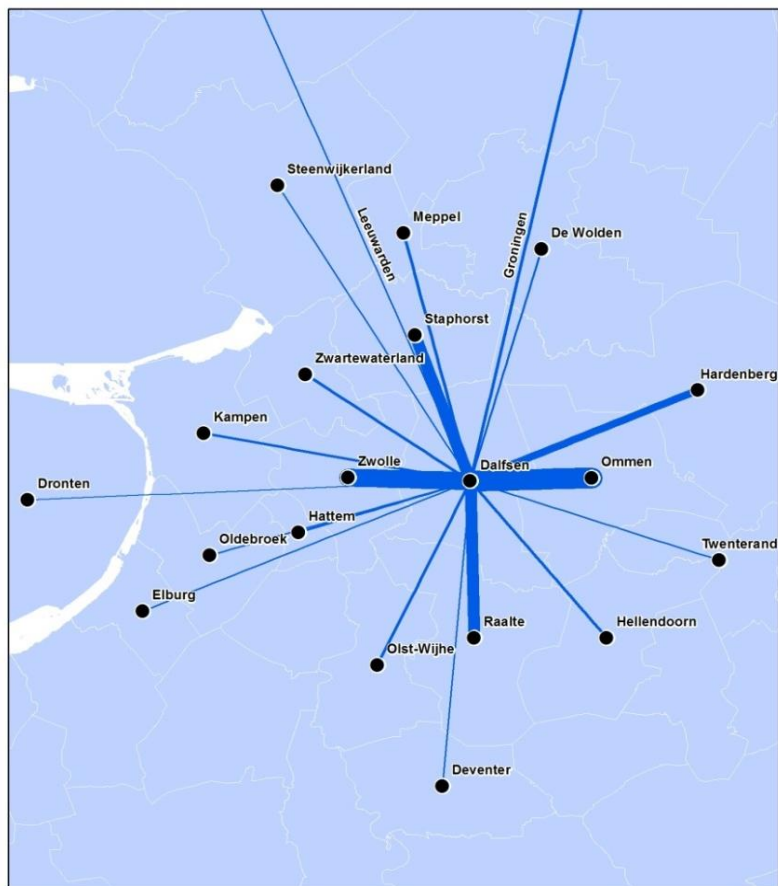 Steenwijkerland
Leeuwarden
Meppel
Groningen
De Wolden
Staphorst
Zwartewaterland
Hardenberg
Kampen
Zwolle
Dalfsen
Ommen
Dronten
Hattem
Oldebroek
Twenterand
Elburg
Raalte
Hellendoorn
Olst-Wijhe
Deventer